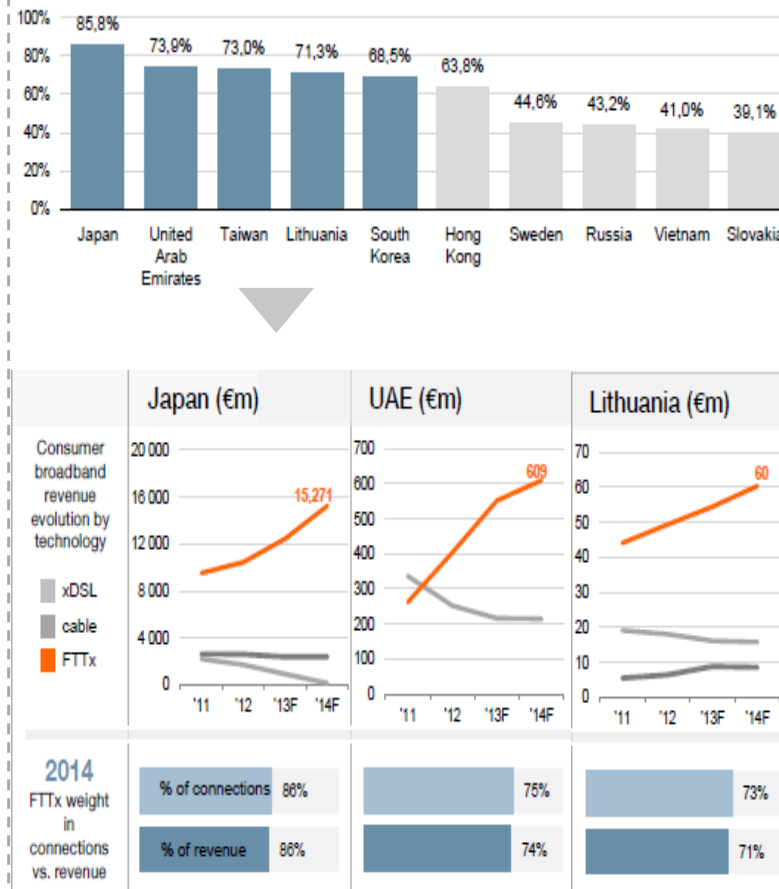 100%
80%
60%
40%
20%
0%
85,8%
73,9%
73,0%
71,3%
68,5%
63,8%
44,6%
43,2%
41,0%
39,1%
Japan
United
Arab
Emirates
Taiwan
Lithuania
South
Korea
Hong
Kong
Sweden
Russia
Vietnam
Slovakia
Consumer
broadband
revenue
evolution by
technology
xDSL
cable
FTTx
Japan (€m)
20 000
16 000
12 000
8 000
4 000
0
15,271
'11 '12 '13F '14F
UAE (€m)
700
600
500
400
300
200
100
0
609
'11 '12 '13F '14F
Lithuania (€m)
70
60
50
40
30
20
10
0
60
'11 '12 '13F '14F
2014
FTTx weight
in
connections
vs. revenue
% of connections 86%
% of revenue 86%
75%
74%
73%
71%